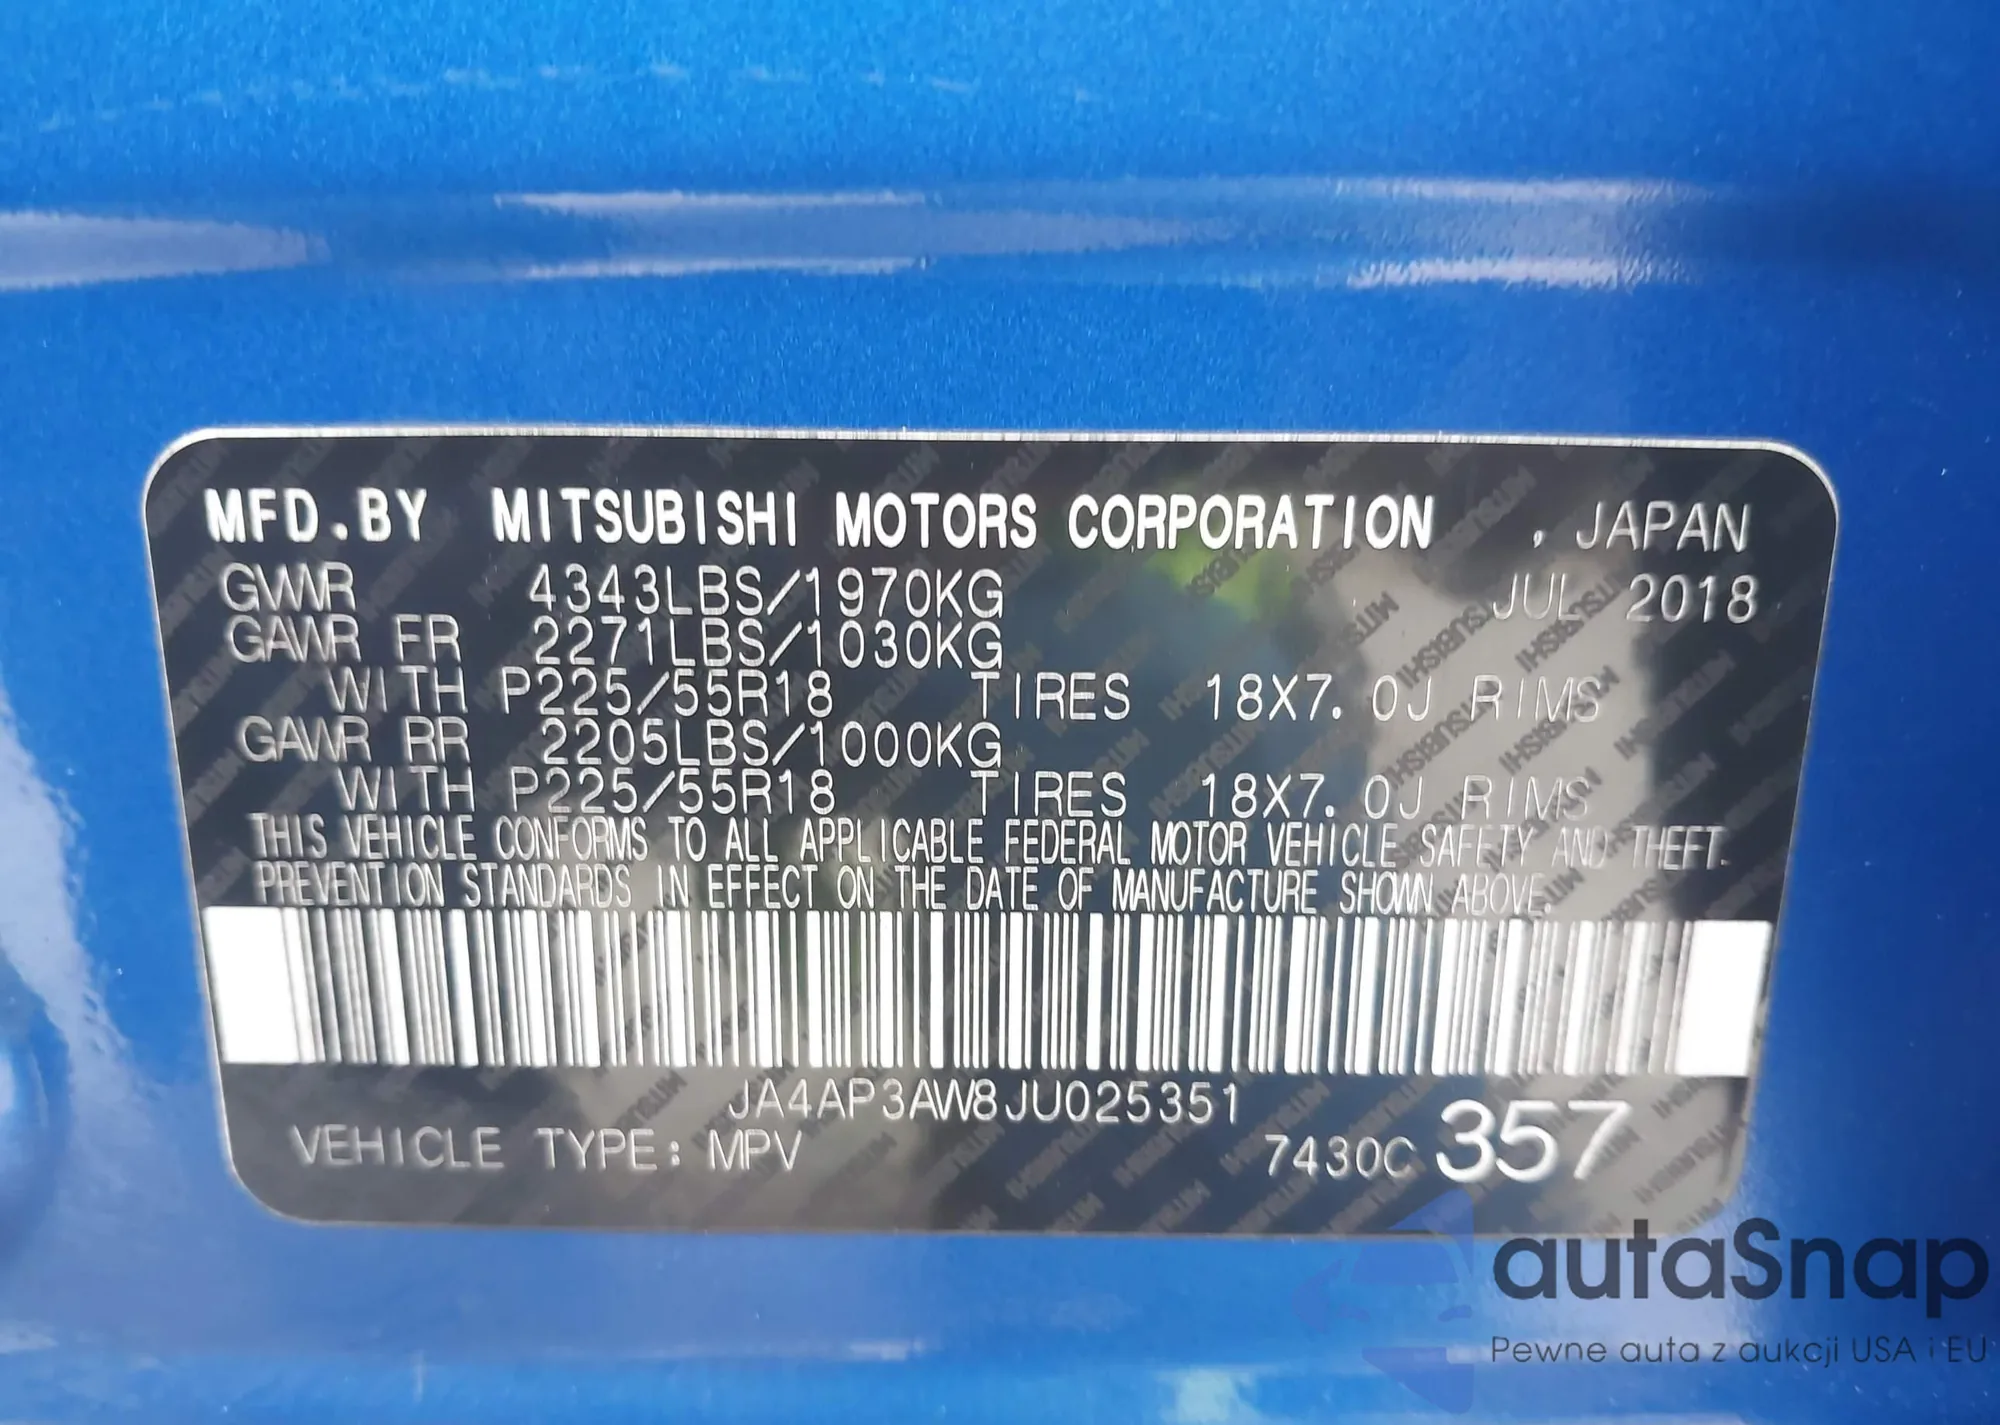 MFD.BY MITSUBISHI MOTORS CORPORATION , JAPAN
GVWR 4343LBS/1970KG JUL 2018
GAWR FR 2271LBS/1030KG
WITH P225/55R18 TIRES 18X7.0J RIMS
GAWR RR 2205LBS/1000KG
WITH P225/55R18 TIRES 18X7.0J RIMS
THIS VEHICLE CONFORMS TO ALL APPLICABLE FEDERAL MOTOR VEHICLE SAFETY AND THEFT
PREVENTION STANDARDS IN EFFECT ON THE DATE OF MANUFACTURE SHOWN ABOVE.
JA4AP3AW8JU025351
VEHICLE TYPE: MPV 7430C 357
autaSnap
Pewne auta z aukcji USA i EU